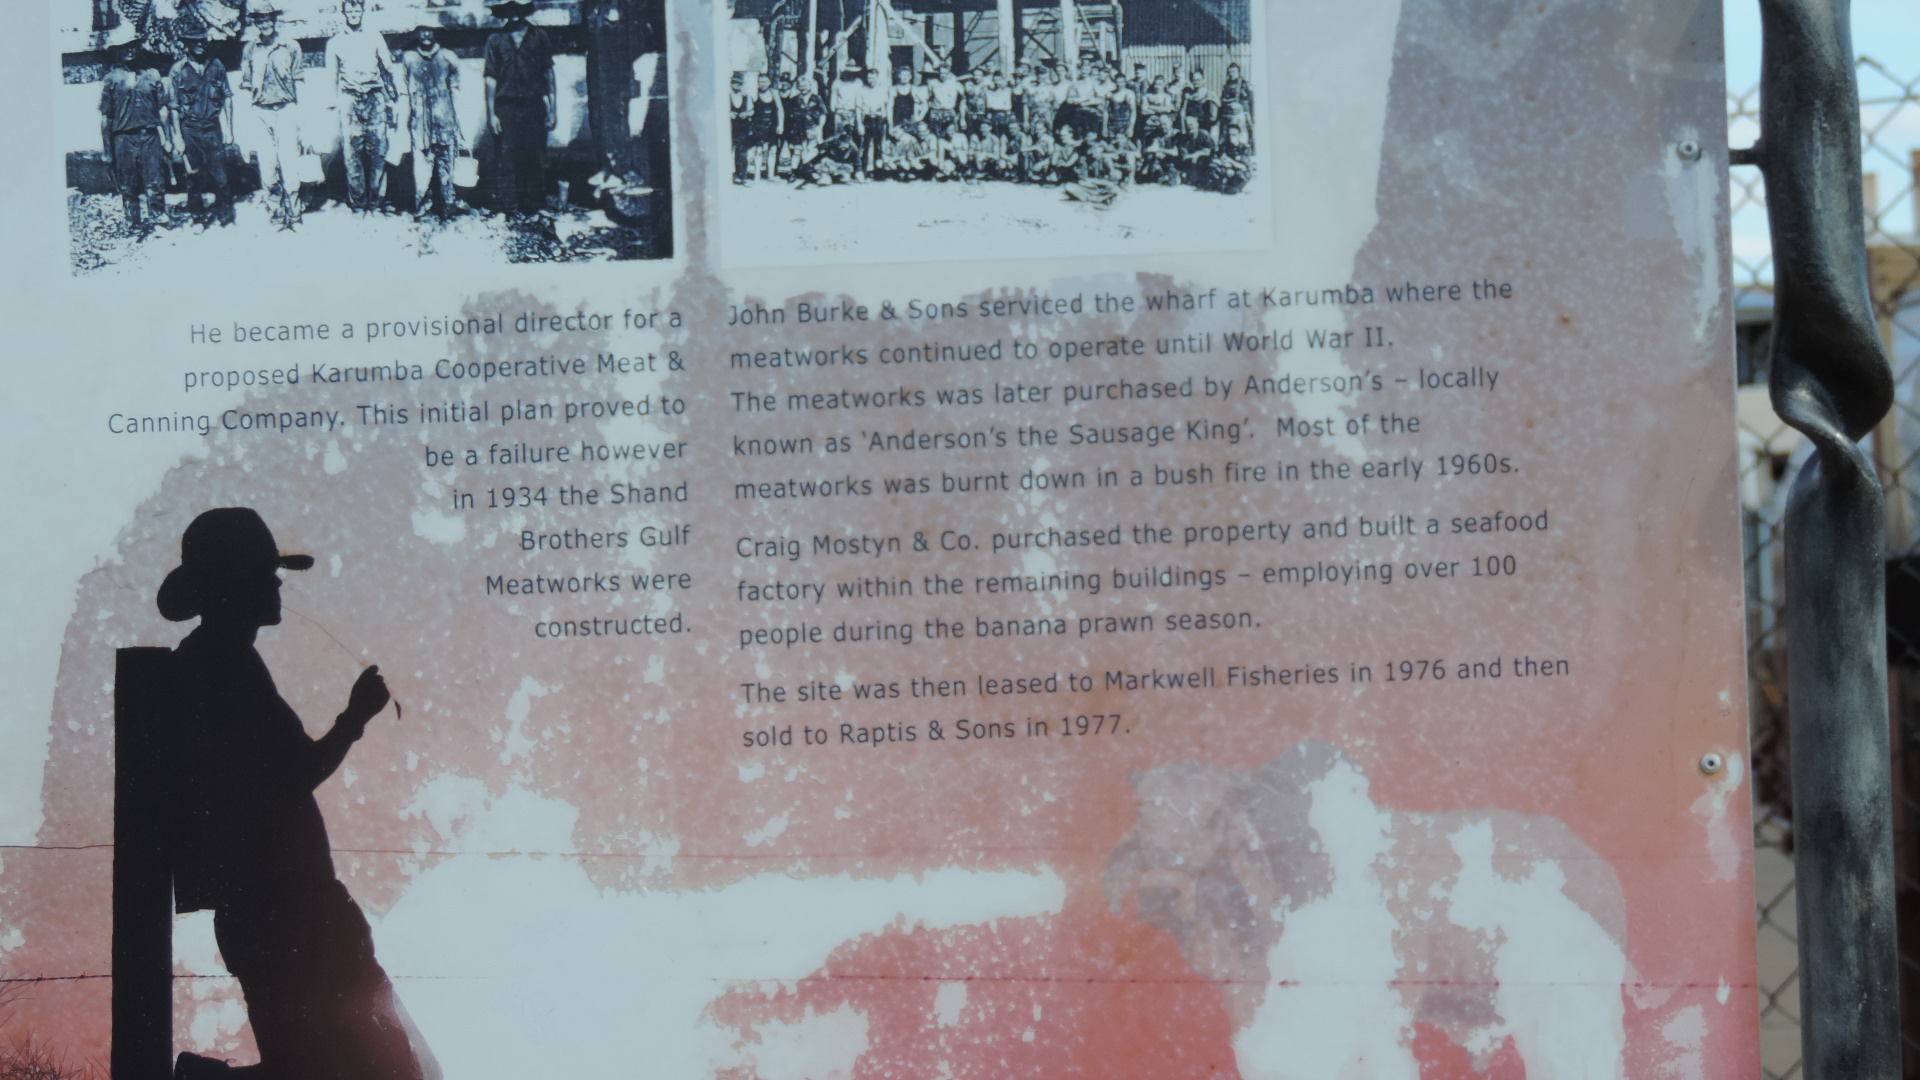 He became a provisional director for a
proposed Karumba Cooperative Meat &
Canning Company. This initial plan proved to
be a failure however
in 1934 the Shand
Brothers Gulf
Meatworks were
constructed.
John Burke & Sons serviced the wharf at Karumba where the
meatworks continued to operate until World War II.
The meatworks was later purchased by Anderson's – locally
known as 'Anderson's the Sausage King'. Most of the
meatworks was burnt down in a bush fire in the early 1960s.
Craig Mostyn & Co. purchased the property and built a seafood
factory within the remaining buildings – employing over 100
people during the banana prawn season.
The site was then leased to Markwell Fisheries in 1976 and then
sold to Raptis & Sons in 1977.